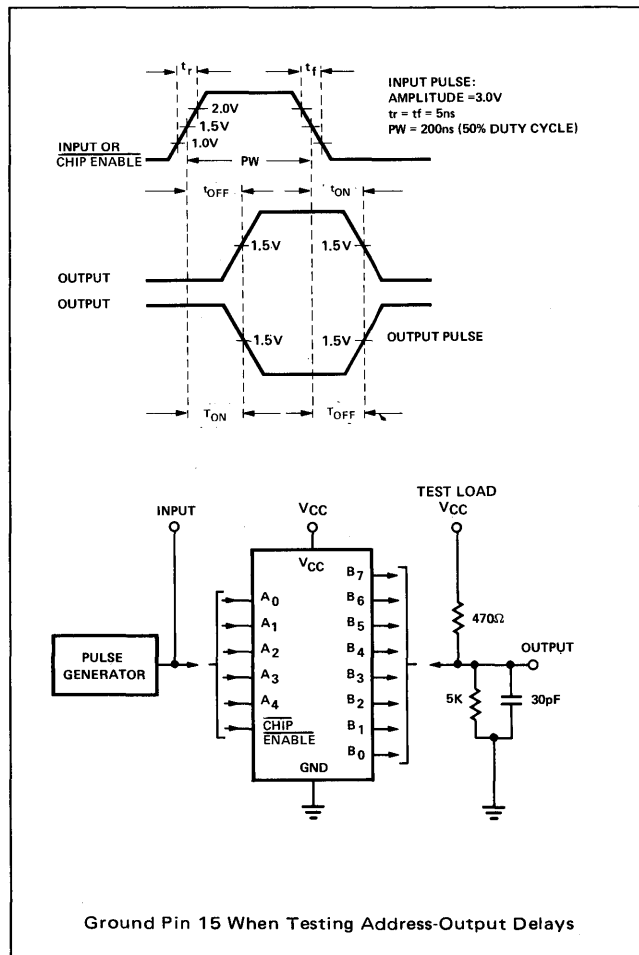 tr
tf
INPUT PULSE:
AMPLITUDE =3.0V
tr = tf = 5ns
PW = 200ns (50% DUTY CYCLE)
2.0V
1.5V
1.0V
INPUT OR
CHIP ENABLE
PW
tOFF
tON
1.5V
1.5V
OUTPUT
OUTPUT
1.5V
1.5V
OUTPUT PULSE
TON
TOFF
INPUT
VCC
TEST LOAD
VCC
VCC
A0
A1
A2
A3
A4
CHIP
ENABLE
GND
B7
B6
B5
B4
B3
B2
B1
B0
PULSE
GENERATOR
470Ω
OUTPUT
5K
30pF
Ground Pin 15 When Testing Address-Output Delays